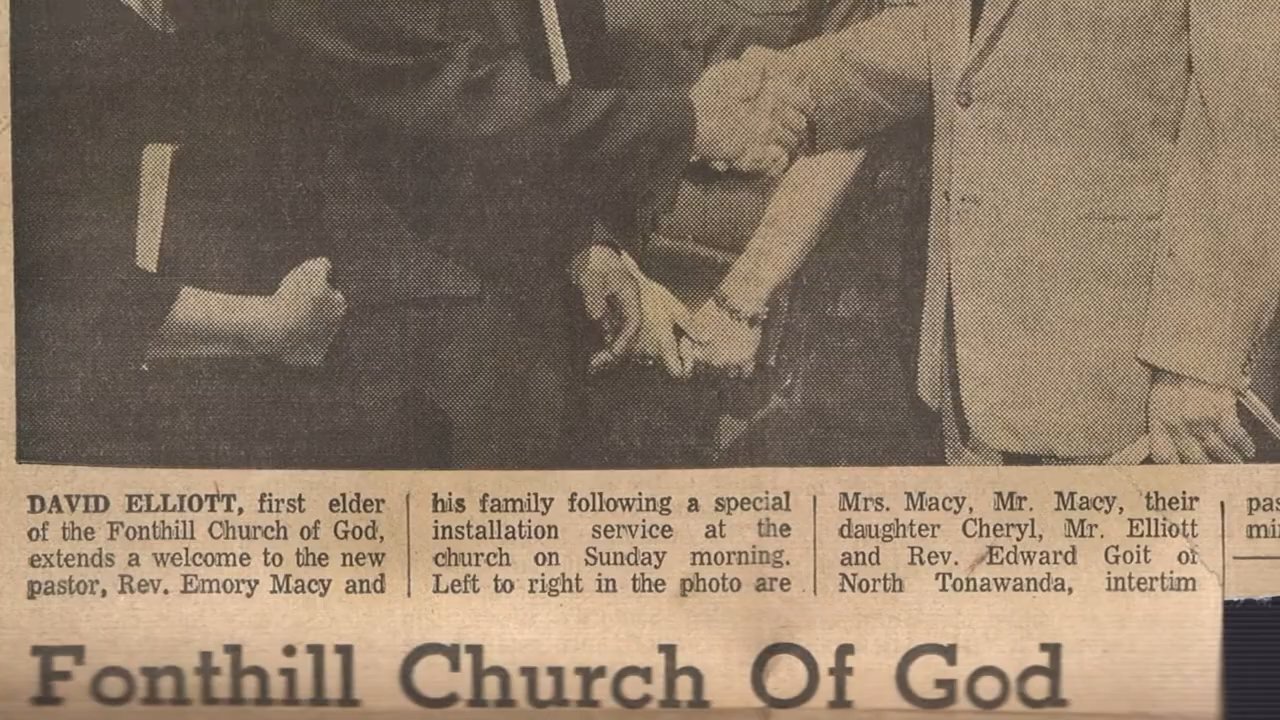 DAVID ELLIOTT, first elder
of the Fonthill Church of God,
extends a welcome to the new
pastor, Rev. Emory Macy and
his family following a special
installation service at the
church on Sunday morning.
Left to right in the photo are
Mrs. Macy, Mr. Macy, their
daughter Cheryl, Mr. Elliott
and Rev. Edward Goit of
North Tonawanda, intertim
Fonthill Church Of God